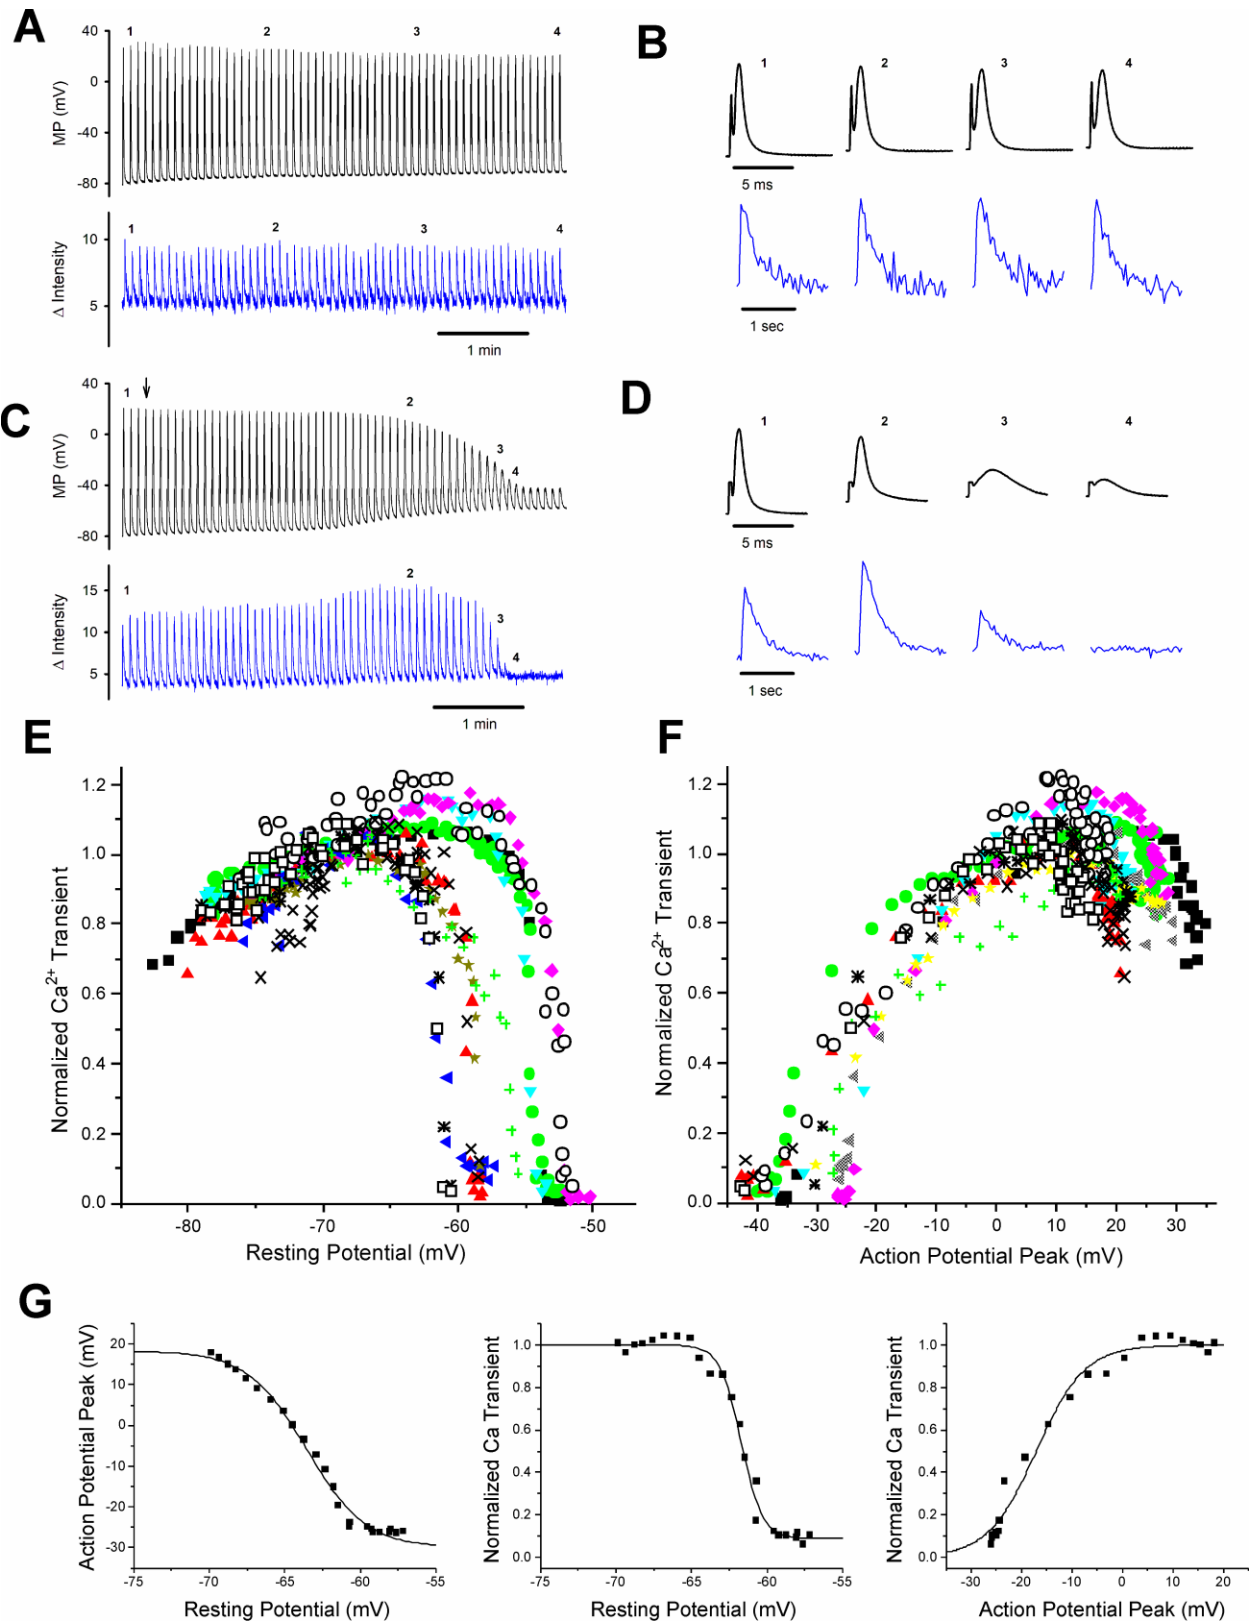 A
B
40
0
-40
-80
MP (mV)
1 2 3 4
1 2 3 4
5 ms
10
5
Δ Intensity
1 2 3 4
1 min
1 sec
C
D
40
0
-40
-80
MP (mV)
1 2 3 4
1 2 3 4
5 ms
15
10
5
Δ Intensity
1 2 3 4
1 min
1 sec
E
F
1.2
1.0
0.8
0.6
0.4
0.2
0.0
Normalized Ca2+ Transient
-80 -70 -60 -50
Resting Potential (mV)
1.2
1.0
0.8
0.6
0.4
0.2
0.0
Normalized Ca2+ Transient
-40 -30 -20 -10 0 10 20 30
Action Potential Peak (mV)
G
20
10
0
-10
-20
-30
Action Potential Peak (mV)
-75 -70 -65 -60 -55
Resting Potential (mV)
1.0
0.8
0.6
0.4
0.2
0.0
Normalized Ca Transient
-75 -70 -65 -60 -55
Resting Potential (mV)
1.0
0.8
0.6
0.4
0.2
0.0
Normalized Ca Transient
-30 -20 -10 0 10 20
Action Potential Peak (mV)